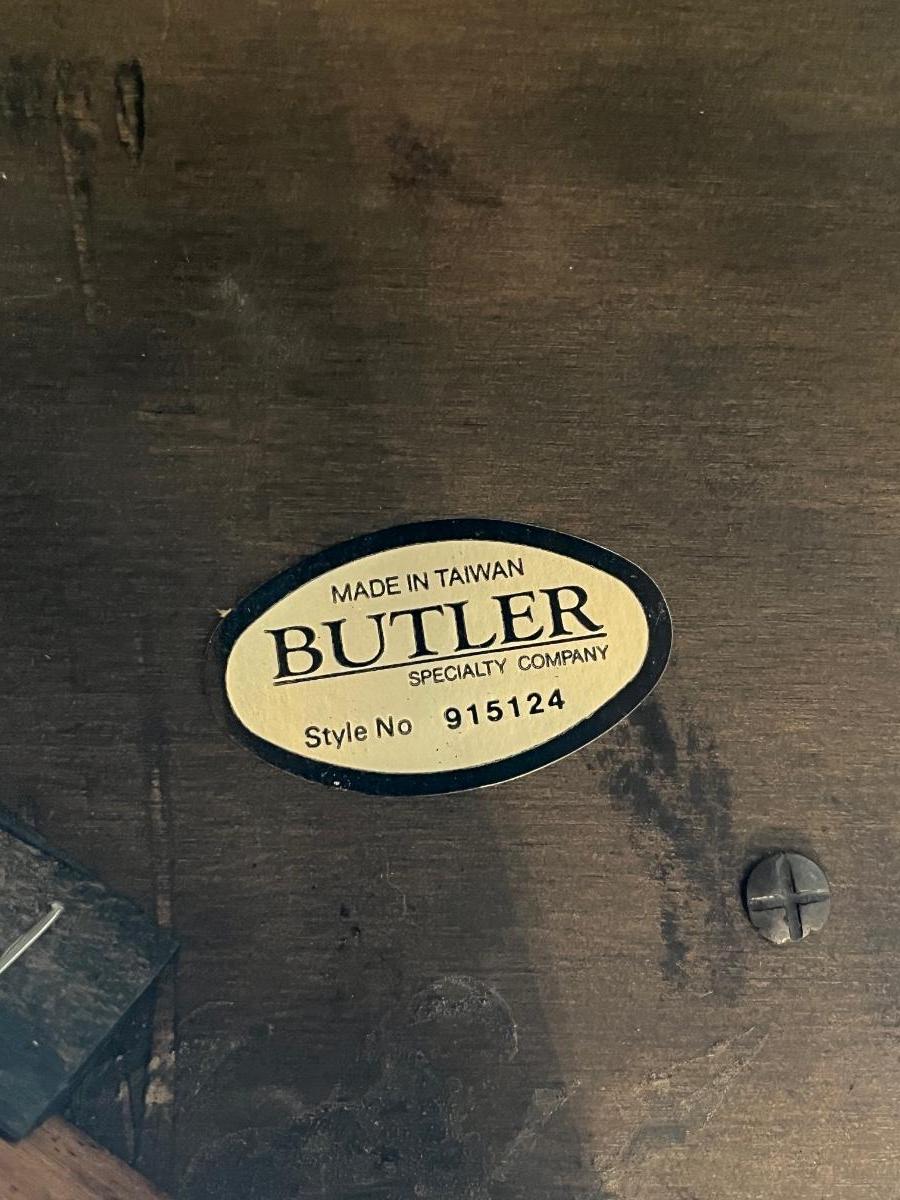 MADE IN TAIWAN
BUTLER
SPECIALTY COMPANY
Style No 915124